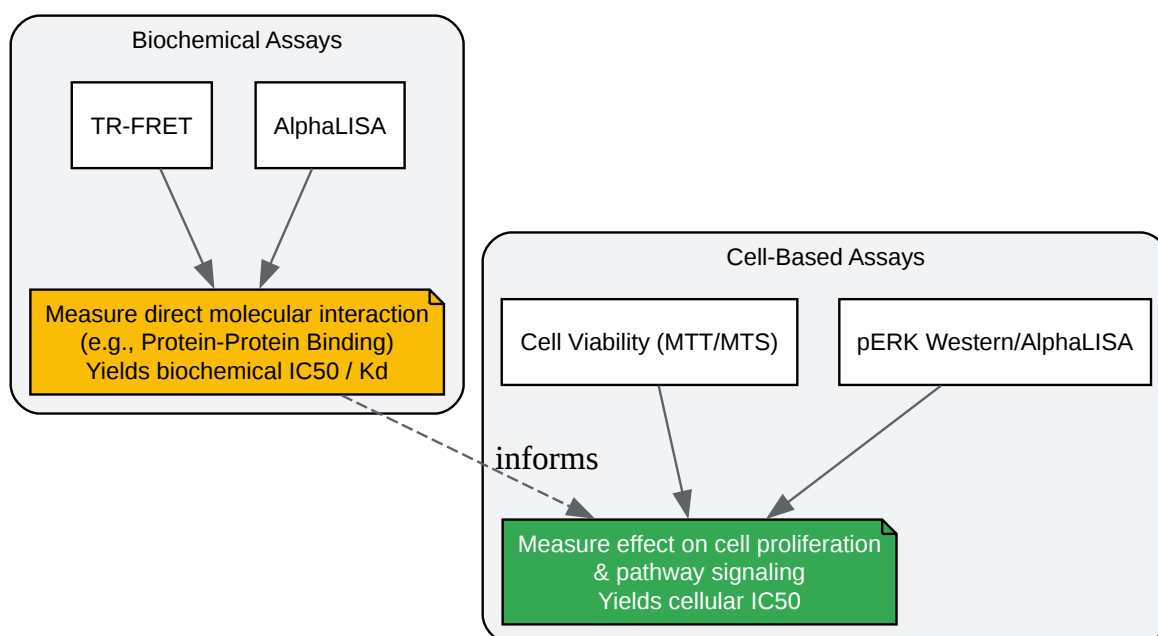 Biochemical Assays
TR-FRET
AlphaLISA
Measure direct molecular interaction
(e.g., Protein-Protein Binding)
Yields biochemical IC50 / Kd
informs
Cell-Based Assays
Cell Viability (MTT/MTS)
pERK Western/AlphaLISA
Measure effect on cell proliferation
& pathway signaling
Yields cellular IC50